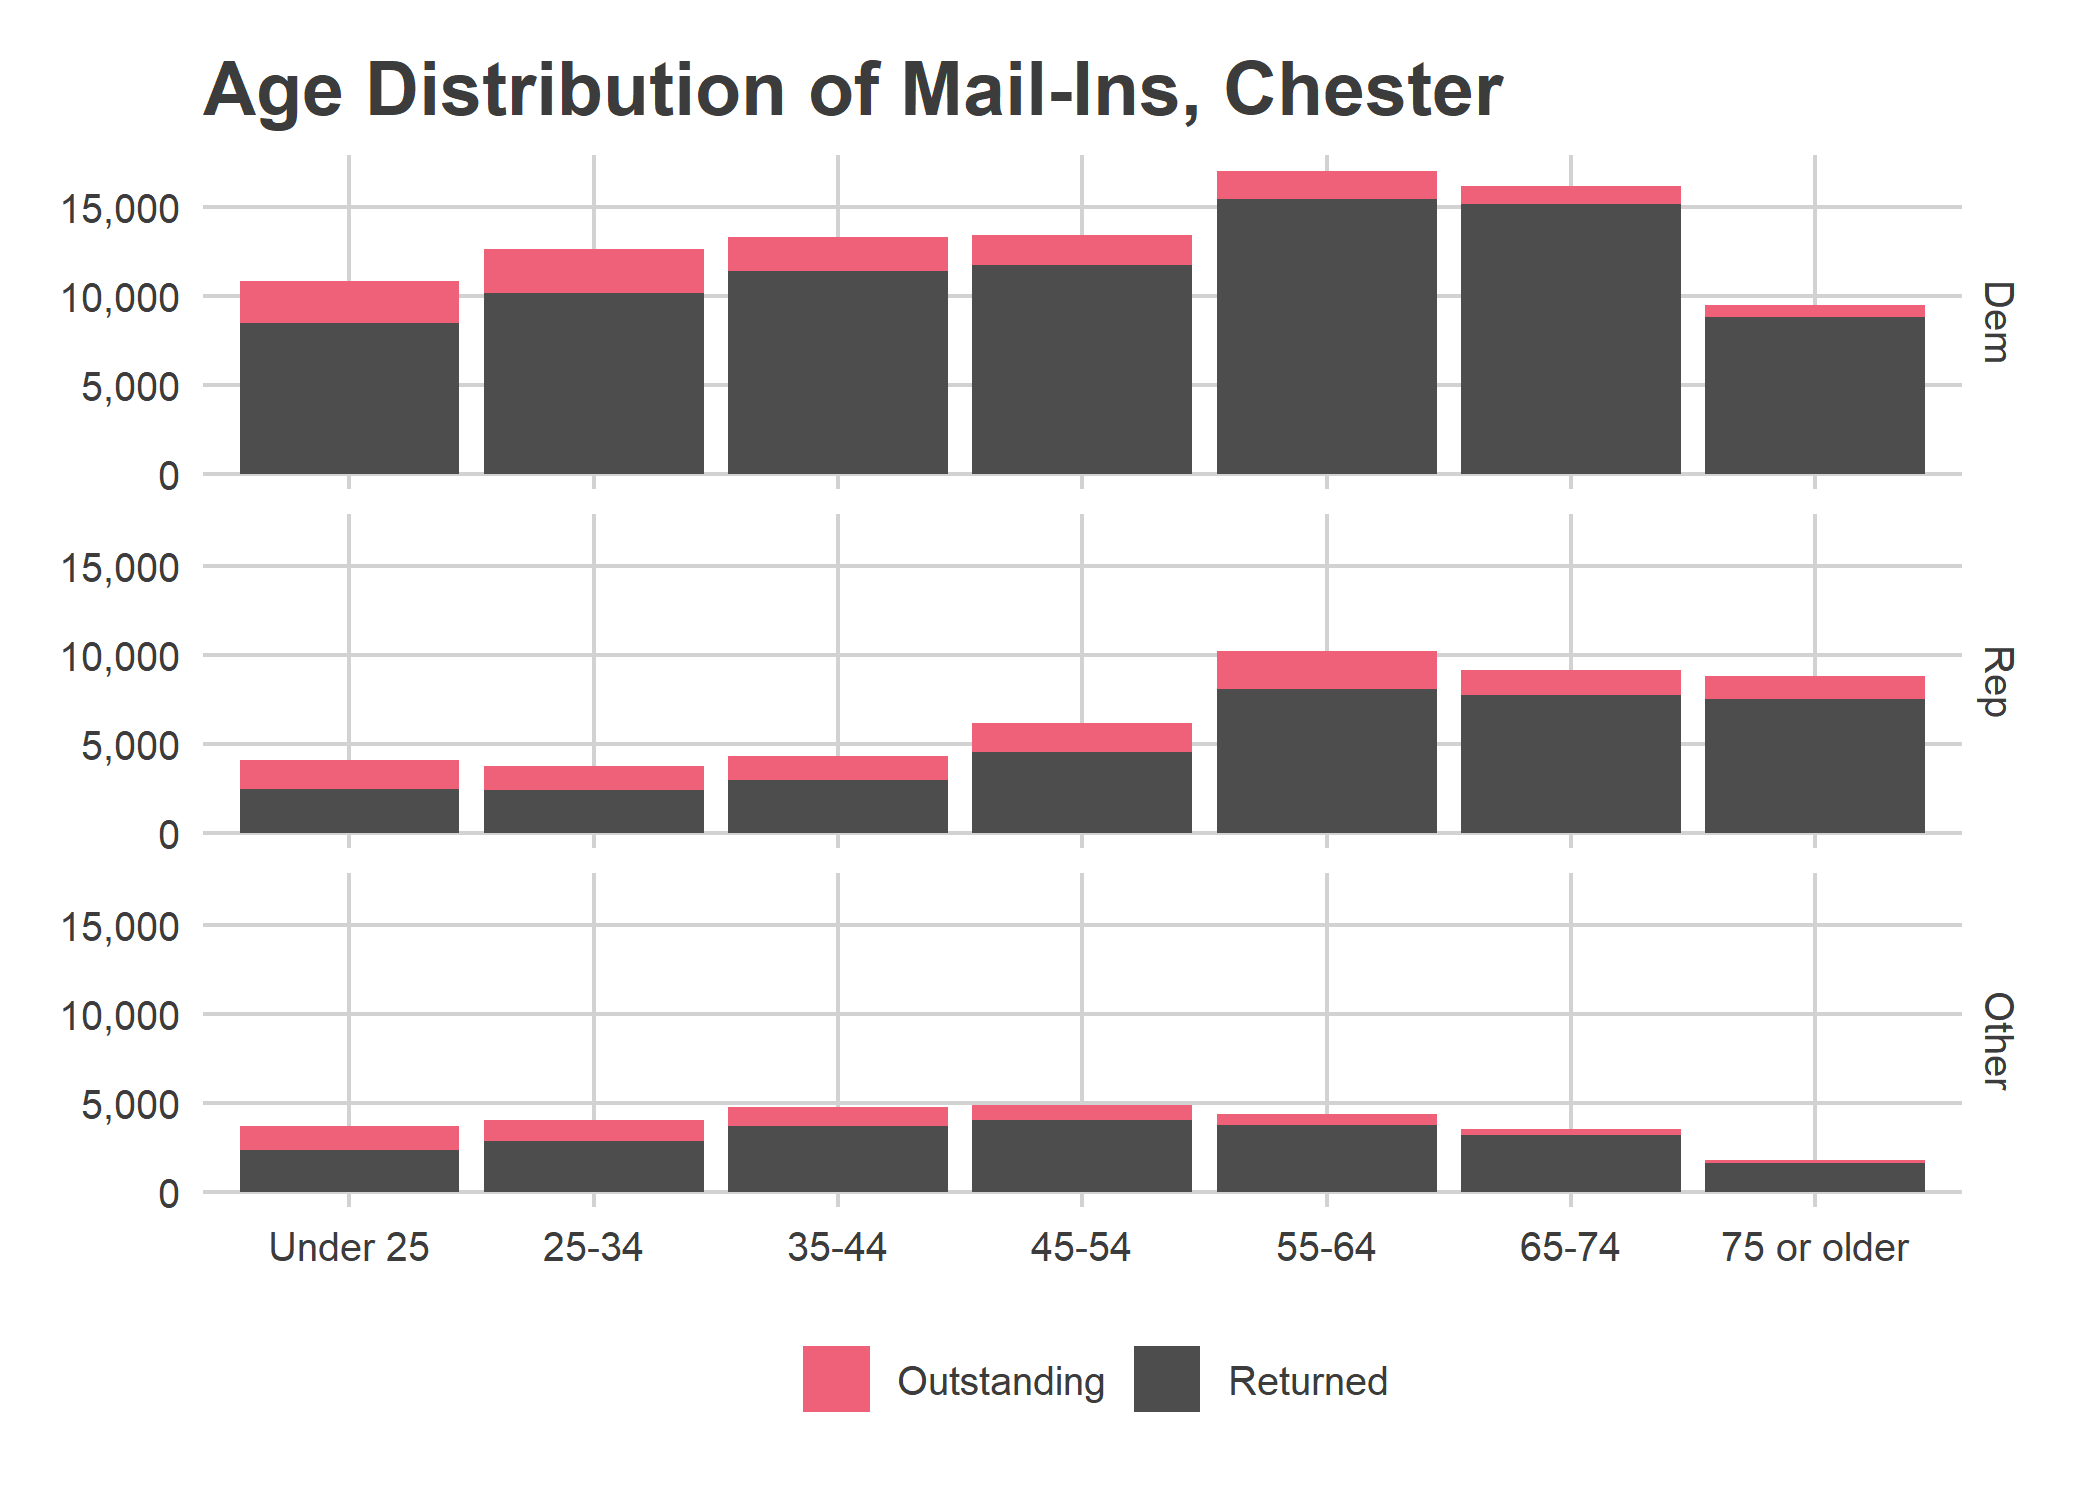 Age Distribution of Mail-Ins, Chester
15,000
10,000
5,000
0
Dem
15,000
10,000
5,000
0
Rep
15,000
10,000
5,000
0
Other
Under 25 25-34 35-44 45-54 55-64 65-74 75 or older
Outstanding Returned